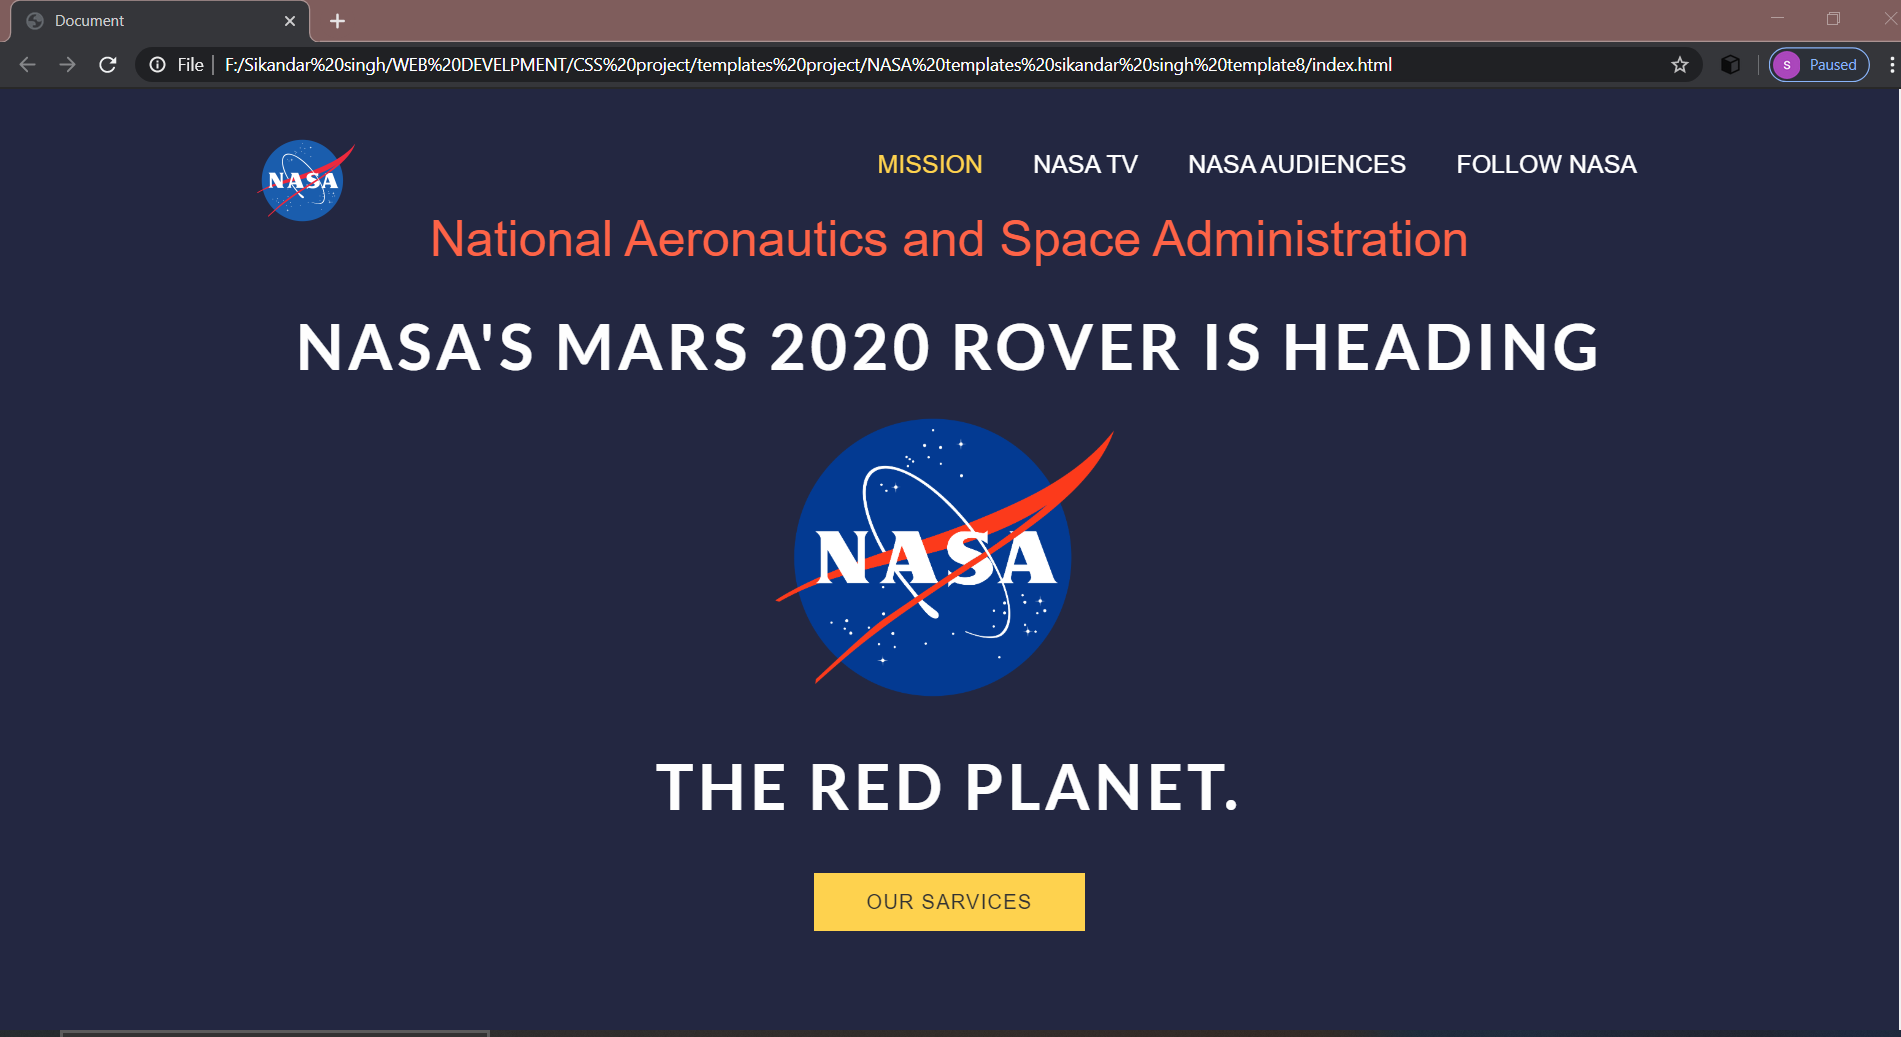 Document
File
F:/Sikandar%20singh/WEB%20DEVELPMENT/CSS%20project/templates%20project/NASA%20templates%20sikandar%20singh%20template8/index.html
S
Paused
NASA
MISSION NASA TV NASA AUDIENCES FOLLOW NASA
National Aeronautics and Space Administration
NASA'S MARS 2020 ROVER IS HEADING
NASA
THE RED PLANET.
OUR SARVICES